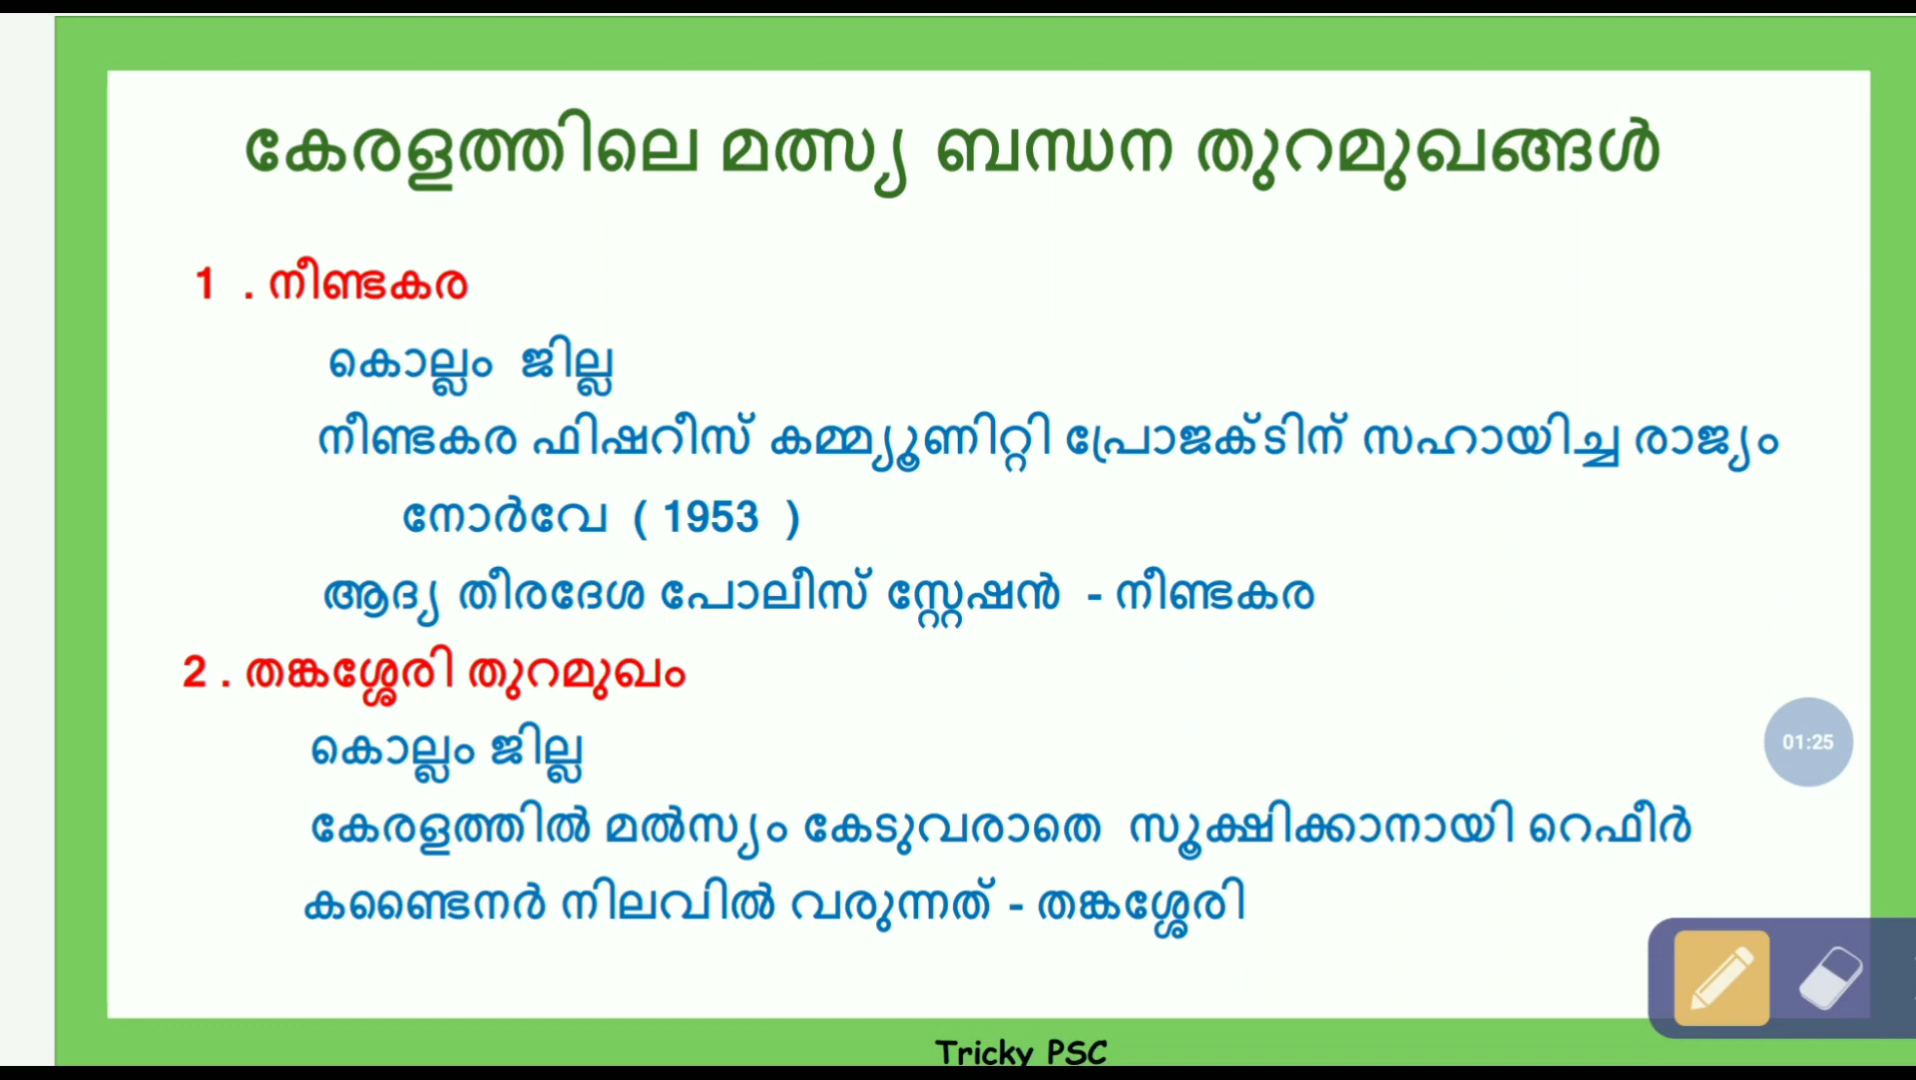 കേരളത്തിലെ മത്സ്യ ബന്ധന തുറമുഖങ്ങൾ
1 . നീണ്ടകര
കൊല്ലം ജില്ല
നീണ്ടകര ഫിഷറീസ് കമ്മ്യൂണിറ്റി പ്രോജക്ടിന് സഹായിച്ച രാജ്യം
നോർവേ ( 1953 )
ആദ്യ തീരദേശ പോലീസ് സ്റ്റേഷൻ - നീണ്ടകര
2 . തങ്കശ്ശേരി തുറമുഖം
കൊല്ലം ജില്ല
01:25
കേരളത്തിൽ മൽസ്യം കേടുവരാതെ സൂക്ഷിക്കാനായി റെഫീർ
കണ്ടൈനർ നിലവിൽ വരുന്നത് - തങ്കശ്ശേരി
Tricky PSC